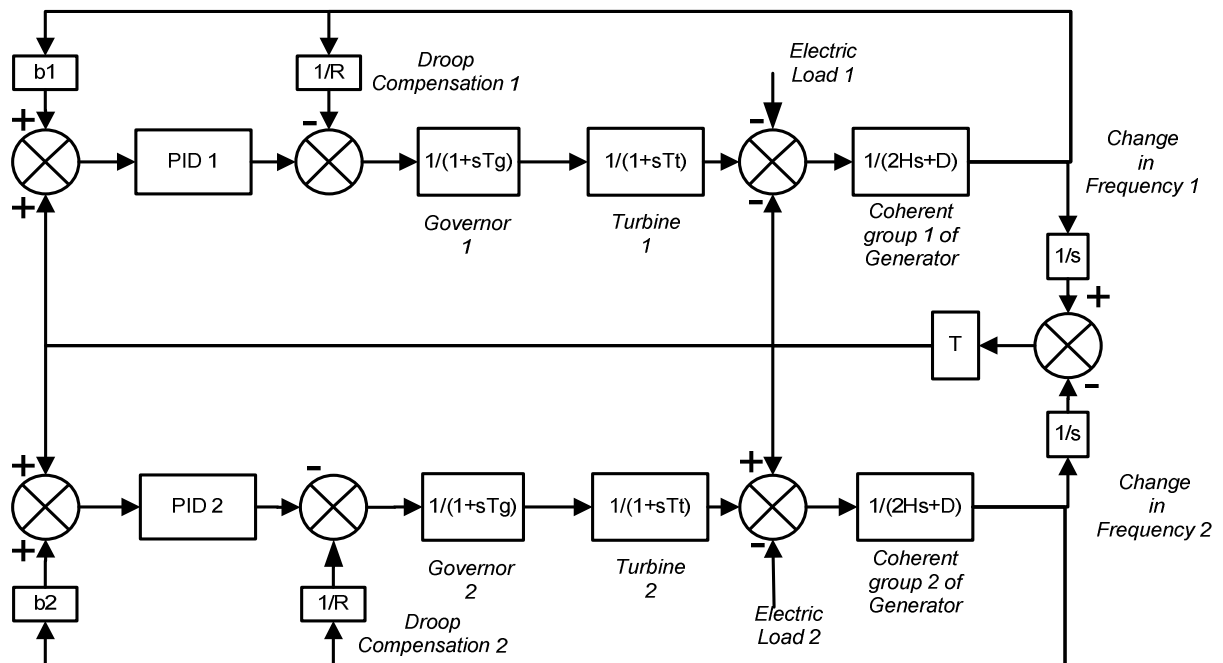 b1
1/R
Droop
Compensation 1
Electric
Load 1
+
-
-
PID 1
1/(1+sTg)
1/(1+sTt)
1/(2Hs+D)
Change
in
Frequency 1
+
-
Governor
1
Turbine
1
Coherent
group 1 of
Generator
1/s
+
T
-
1/s
+
-
+
PID 2
1/(1+sTg)
1/(1+sTt)
1/(2Hs+D)
Change
in
Frequency 2
+
-
Governor
2
Turbine
2
Coherent
group 2 of
Generator
b2
1/R
Droop
Compensation 2
Electric
Load 2